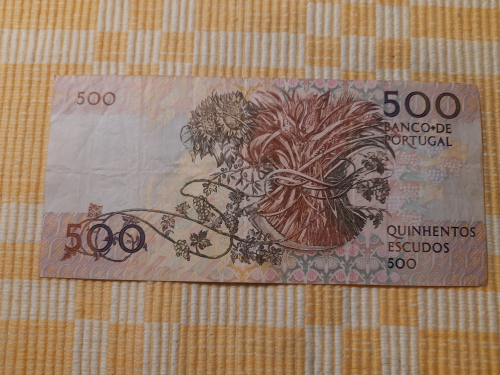 500
500
BANCO DE
PORTUGAL
500
QUINHENTOS
ESCUDOS
500